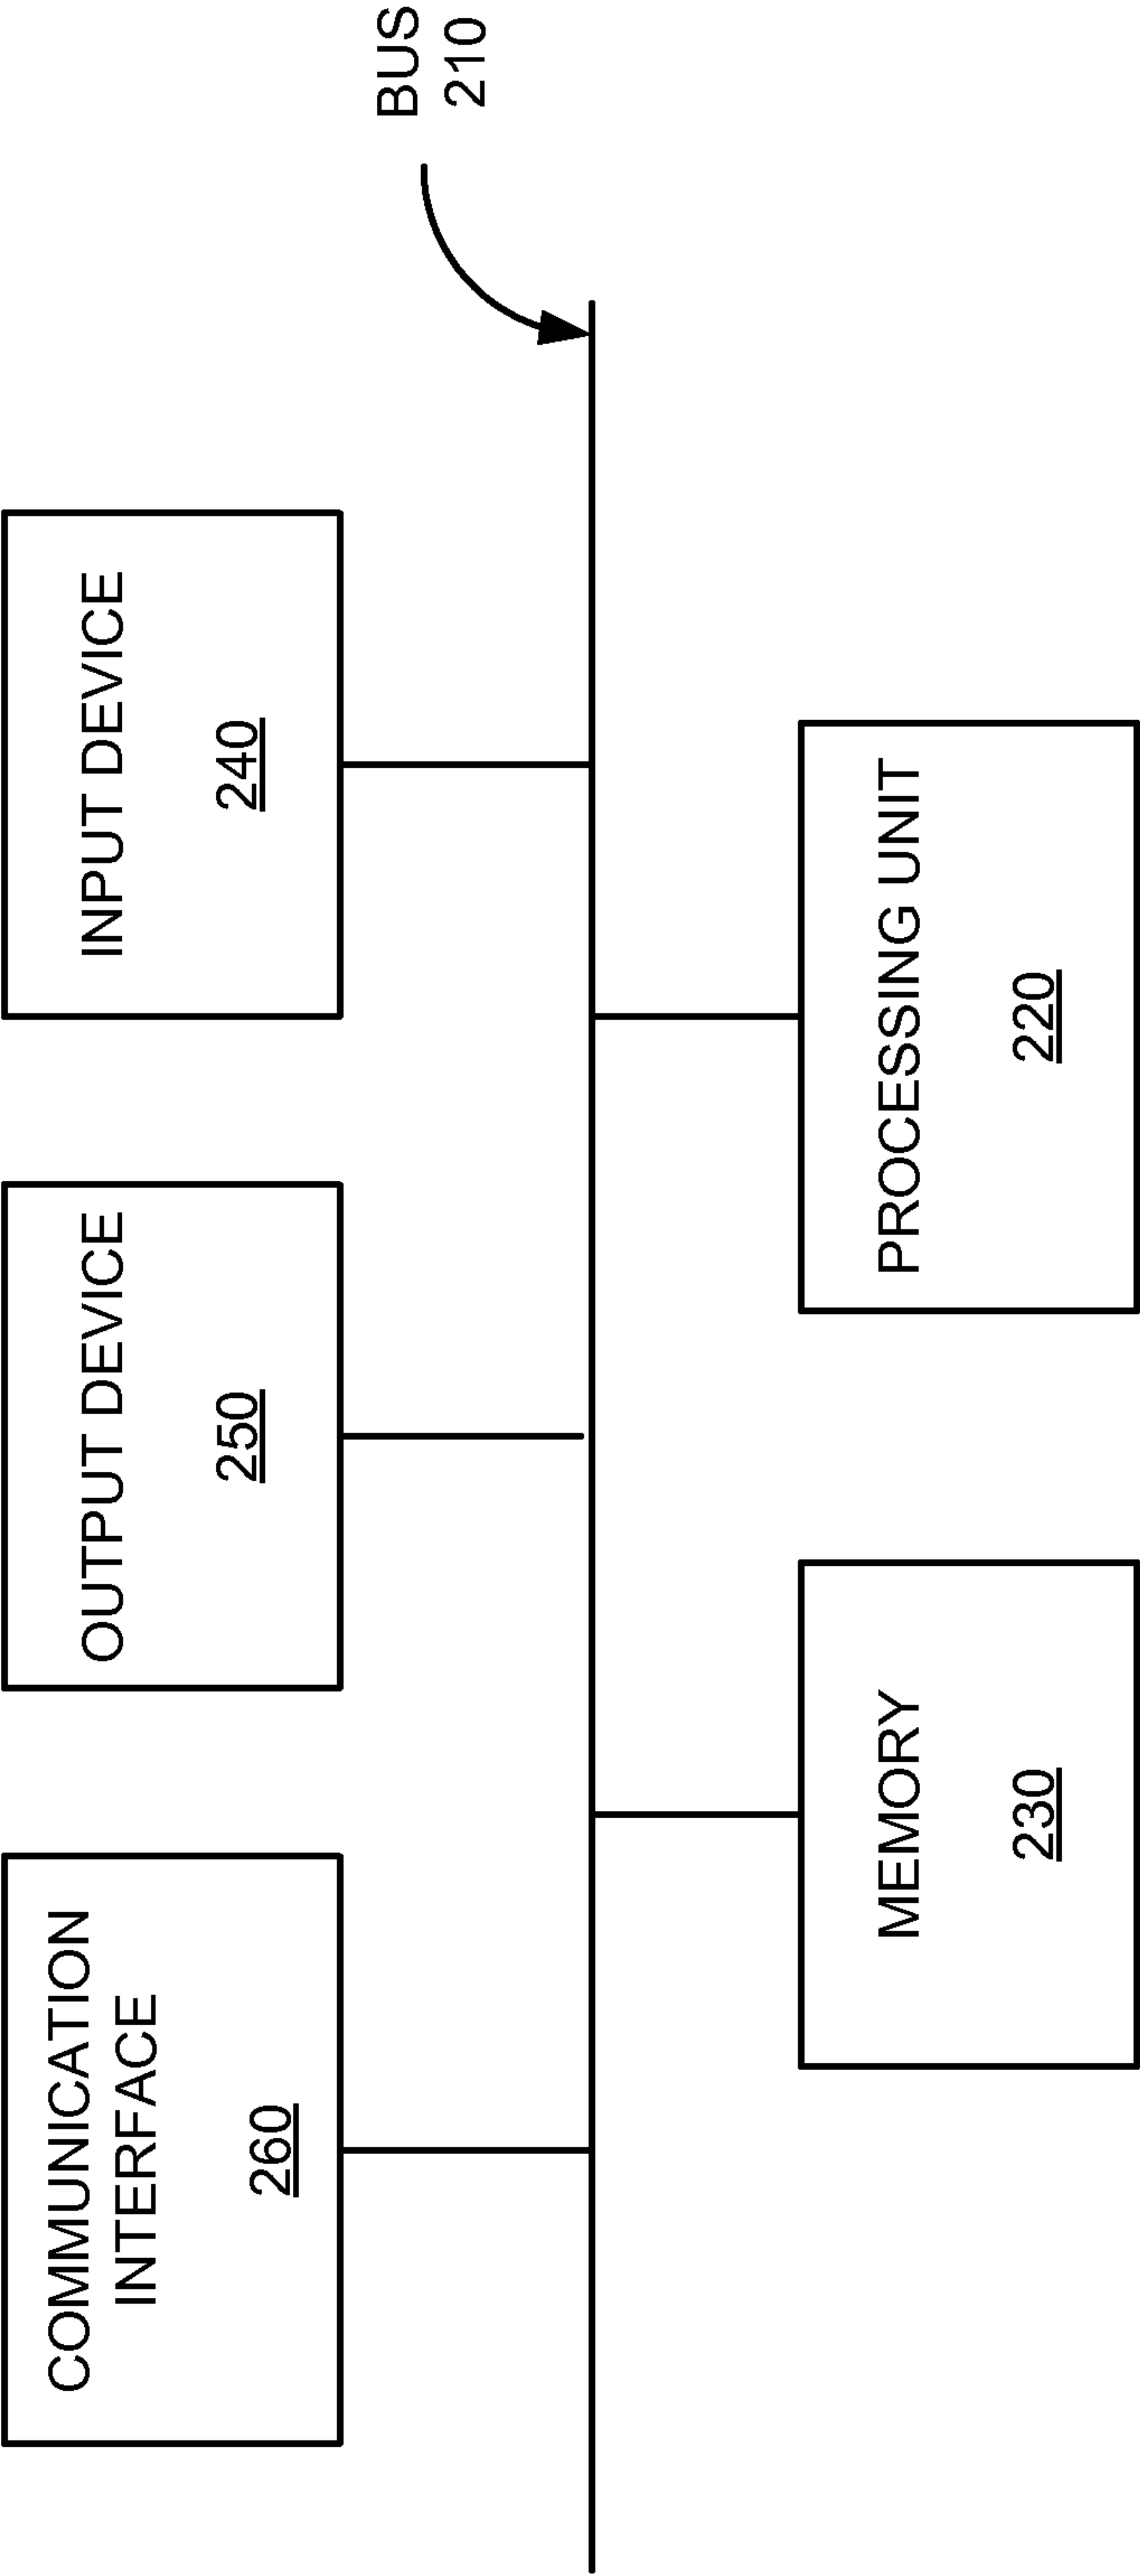 COMMUNICATION
INTERFACE
260
OUTPUT DEVICE
250
INPUT DEVICE
240
BUS
210
MEMORY
230
PROCESSING UNIT
220